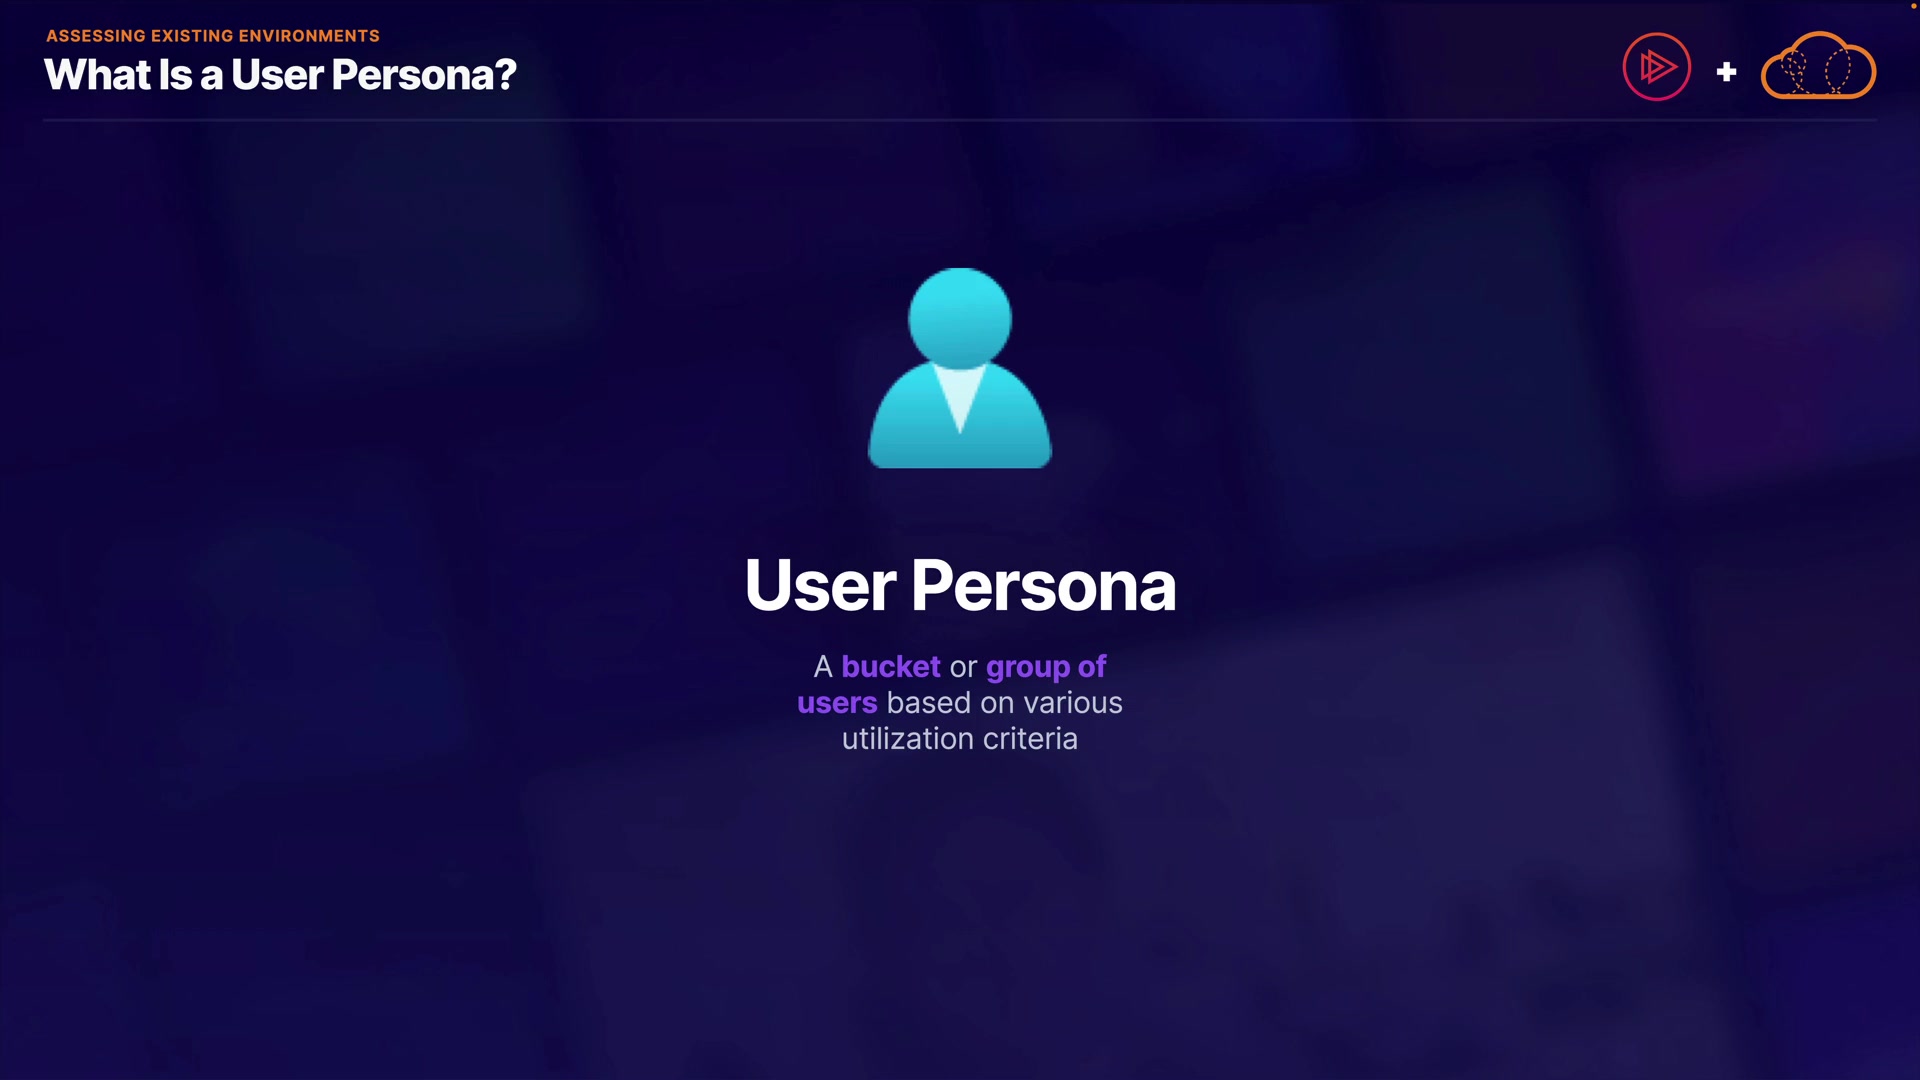 ASSESSING EXISTING ENVIRONMENTS
What Is a User Persona?
+
User Persona
A bucket or group of
users based on various
utilization criteria